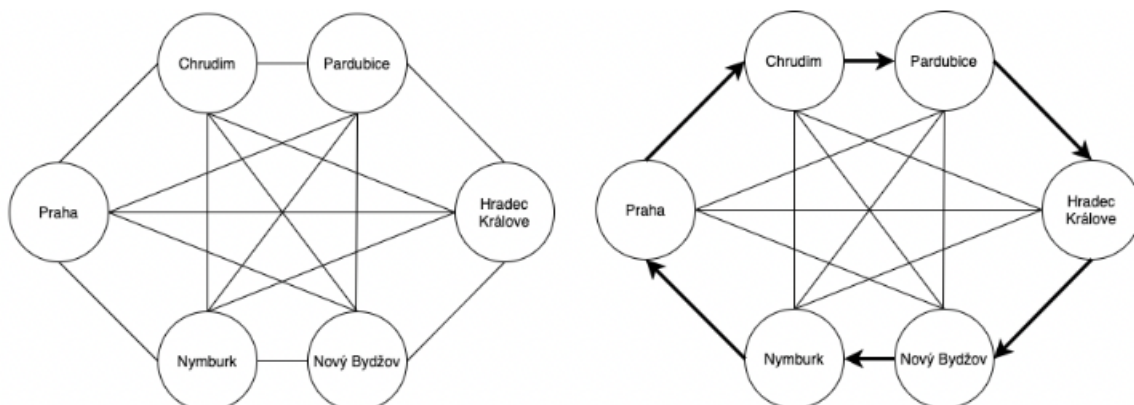 Chrudim
Pardubice
Praha
Hradec
Králove
Nymburk
Nový Bydžov
Chrudim
Pardubice
Praha
Hradec
Králove
Nymburk
Nový Bydžov